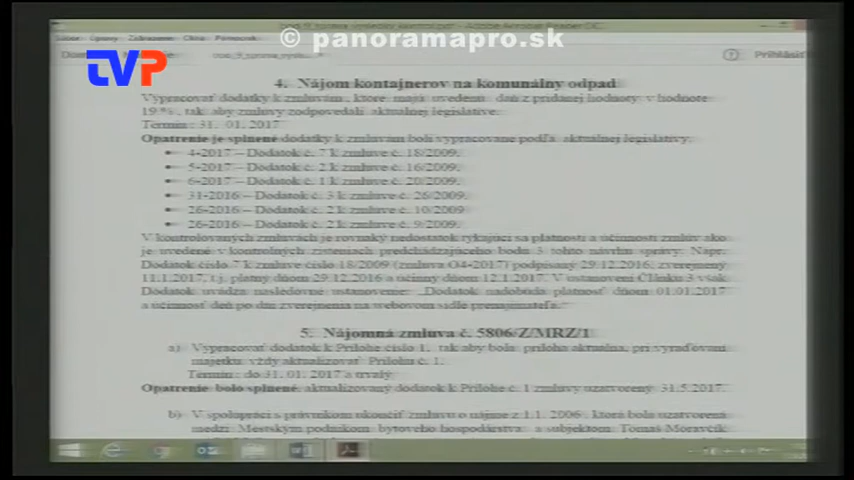 © panoramapro.sk
tVP
4. Nájom kontajnerov na komunálny odpad
Vypracovať dodatky k zmluvám, ktoré majú uvedenú daň z pridanej hodnoty v hodnote
19 %, tak aby zmluvy zodpovedali aktuálnej legislatíve.
Termín: 31. 01. 2017
Opatrenie je splnené dodatky k zmluvám boli vypracované podľa aktuálnej legislatívy:
• 4-2017 – Dodatok č. 7 k zmluve č. 18/2009,
• 5-2017 – Dodatok č. 2 k zmluve č. 16/2009,
• 6-2017 – Dodatok č. 1 k zmluve č. 20/2009,
• 31-2016 – Dodatok č. 3 k zmluve č. 26/2009,
• 26-2016 – Dodatok č. 2 k zmluve č. 10/2009
• 26-2016 – Dodatok č. 2 k zmluve č. 9/2009.
V kontrolovaných zmluvách je rovnaký nedostatok týkajúci sa platnosti a účinnosti zmlúv ako
je uvedené v kontrolných zisteniach predchádzajúceho bodu 3 tohto návrhu správy. Napr.
Dodatok číslo 7 k zmluve číslo 18/2009 (zmluva 04-2017) podpísaný 29.12.2016, zverejnený
11.1.2017, t.j. platný dňom 29.12.2016 a účinný dňom 12.1.2017. V ustanovení Článku 3 však
Dodatok uvádza nasledovné ustanovenie: „Dodatok nadobúda platnosť dňom 01.01.2017
a účinnosť deň po dni zverejnenia na webovom sídle prenajímateľa.“
5. Nájomná zmluva č. 5806/Z/MRZ/1
a) Vypracovať dodatok k Prílohe číslo 1, tak aby bola príloha aktuálna, pri vyraďovaní
majetku vždy aktualizovať Prílohu č. 1.
Termín: do 31. 01. 2017 a trvalý
Opatrenie bolo splnené, aktualizovaný dodatok k Prílohe č. 1 zmluvy uzatvorený 31.5.2017.
b) V spolupráci s právnikom ukončiť zmluvu o nájme z 1.1. 2006, ktorá bola uzatvorená
medzi Mestským podnikom bytového hospodárstva a subjektom Tomáš Moravčík